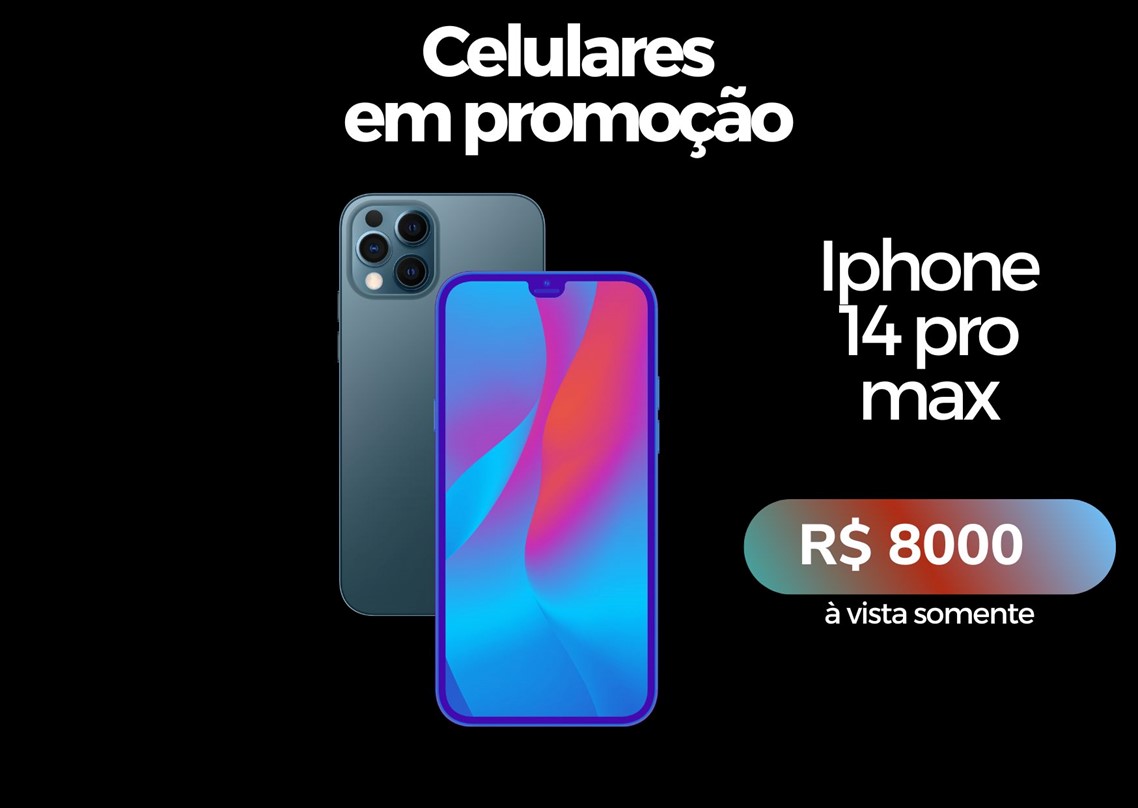 Celulares
em promoção
Iphone
14 pro
max
R$ 8000
à vista somente